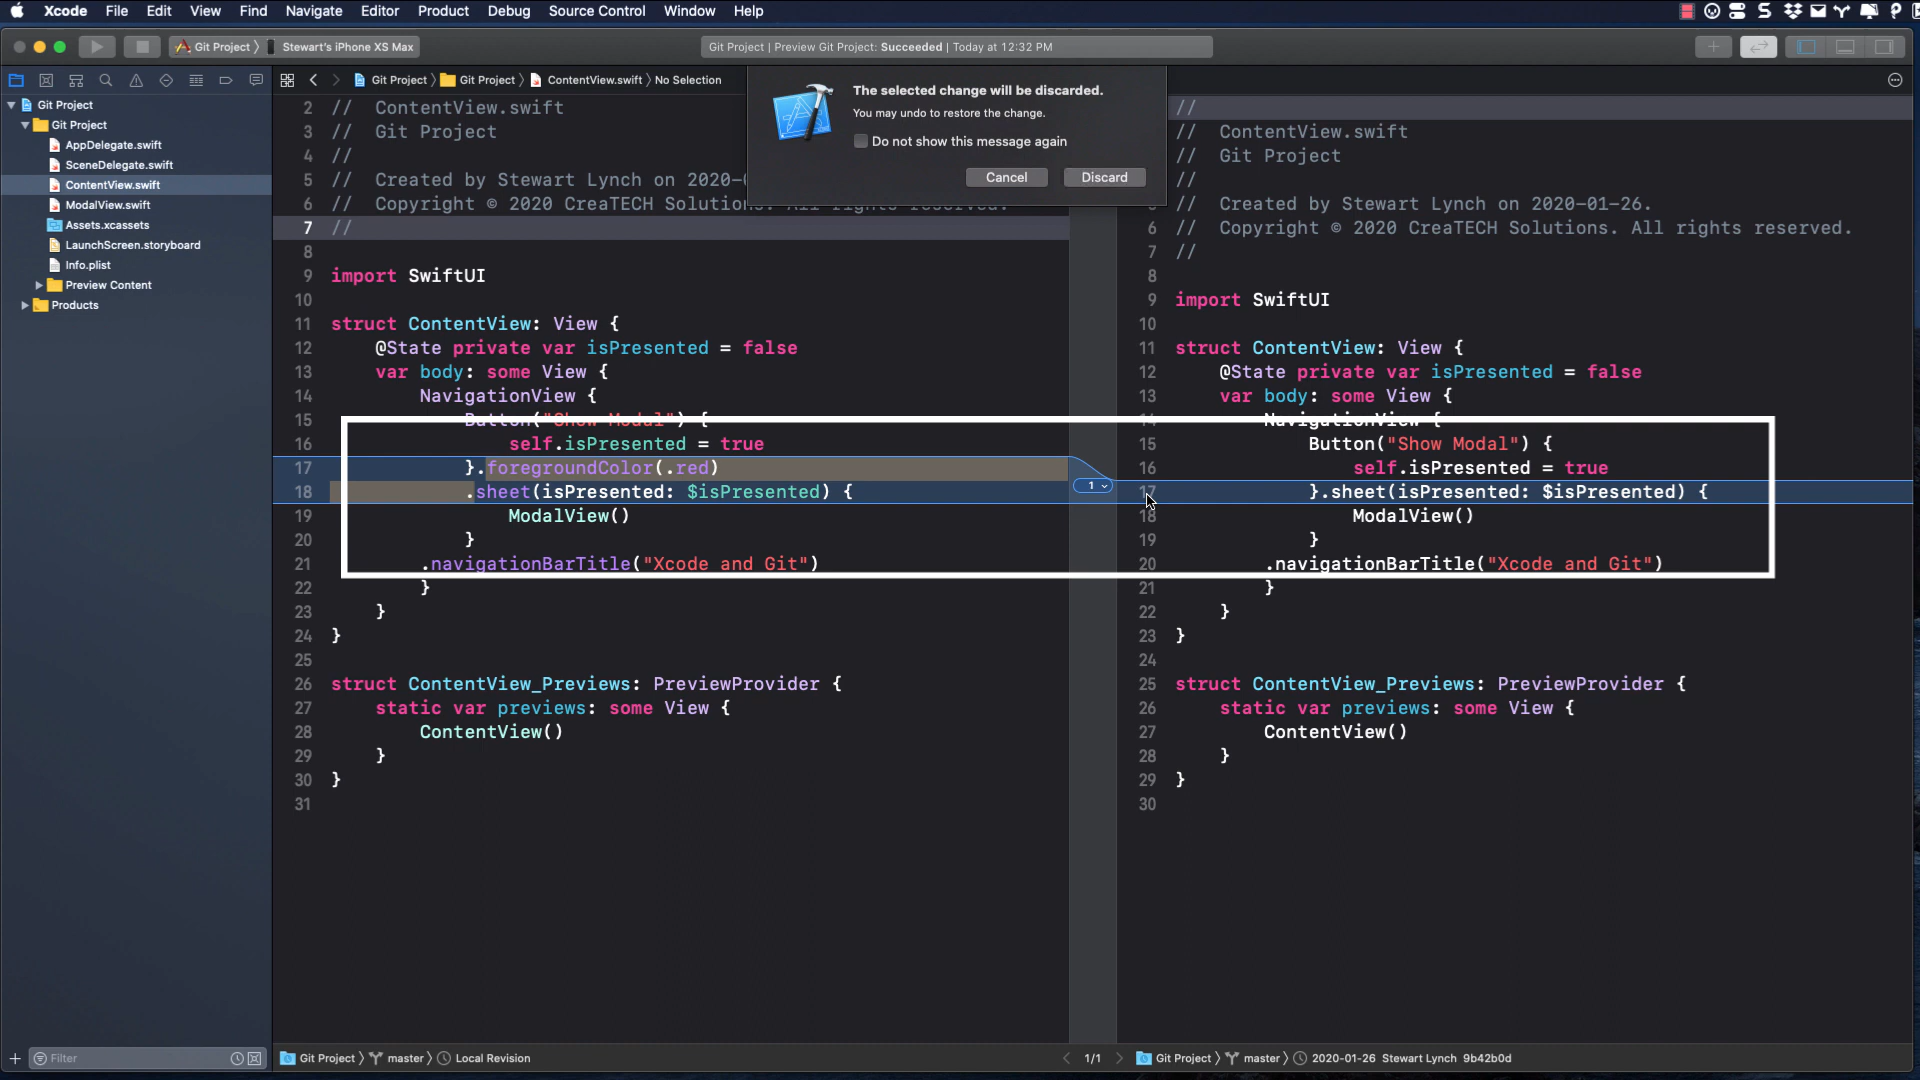 Xcode File Edit View Find Navigate Editor Product Debug Source Control Window Help
Git Project Stewart's iPhone XS Max
Git Project | Preview Git Project: Succeeded | Today at 12:32 PM
Git Project Git Project ContentView.swift No Selection
Git Project
Git Project
AppDelegate.swift
SceneDelegate.swift
ContentView.swift
ModalView.swift
Assets.xcassets
LaunchScreen.storyboard
Info.plist
Preview Content
Products
Filter
The selected change will be discarded.
You may undo to restore the change.
Do not show this message again
Cancel Discard
2 // ContentView.swift
3 // Git Project
4 //
5 // Created by Stewart Lynch on 2020-
6 // Copyright © 2020 CreaTECH Solutions. All rights reserved.
7 //
8
9 import SwiftUI
10
11 struct ContentView: View {
12 @State private var isPresented = false
13 var body: some View {
14 NavigationView {
15 Button("Show Modal") {
16 self.isPresented = true
17 }.foregroundColor(.red)
18 .sheet(isPresented: $isPresented) {
19 ModalView()
20 }
21 .navigationBarTitle("Xcode and Git")
22 }
23 }
24 }
25
26 struct ContentView_Previews: PreviewProvider {
27 static var previews: some View {
28 ContentView()
29 }
30 }
31
1
//
// ContentView.swift
// Git Project
//
// Created by Stewart Lynch on 2020-01-26.
6 // Copyright © 2020 CreaTECH Solutions. All rights reserved.
7 //
8
9 import SwiftUI
10
11 struct ContentView: View {
12 @State private var isPresented = false
13 var body: some View {
14 NavigationView {
15 Button("Show Modal") {
16 self.isPresented = true
17 }.sheet(isPresented: $isPresented) {
18 ModalView()
19 }
20 .navigationBarTitle("Xcode and Git")
21 }
22 }
23 }
24
25 struct ContentView_Previews: PreviewProvider {
26 static var previews: some View {
27 ContentView()
28 }
29 }
30
Git Project master Local Revision
1/1
Git Project master 2020-01-26 Stewart Lynch 9b42b0d